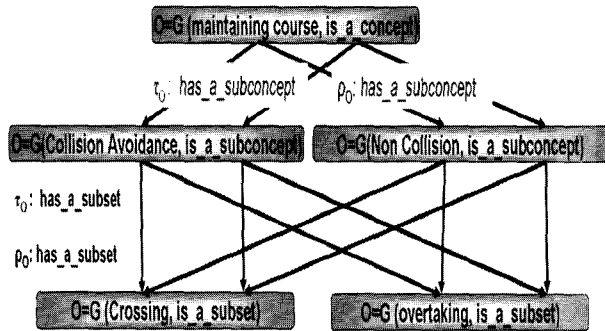 O=G (maintaining course, is_a_concept)
τ₀: has_a_subconcept ρ₀: has_a_subconcept
O=G(Collision Avoidance, is_a_subconcept) O=G(Non Collision, is_a_subconcept)
τ₀: has_a_subset
ρ₀: has_a_subset
O=G (Crossing, is_a_subset) O=G (overtaking, is_a_subset)